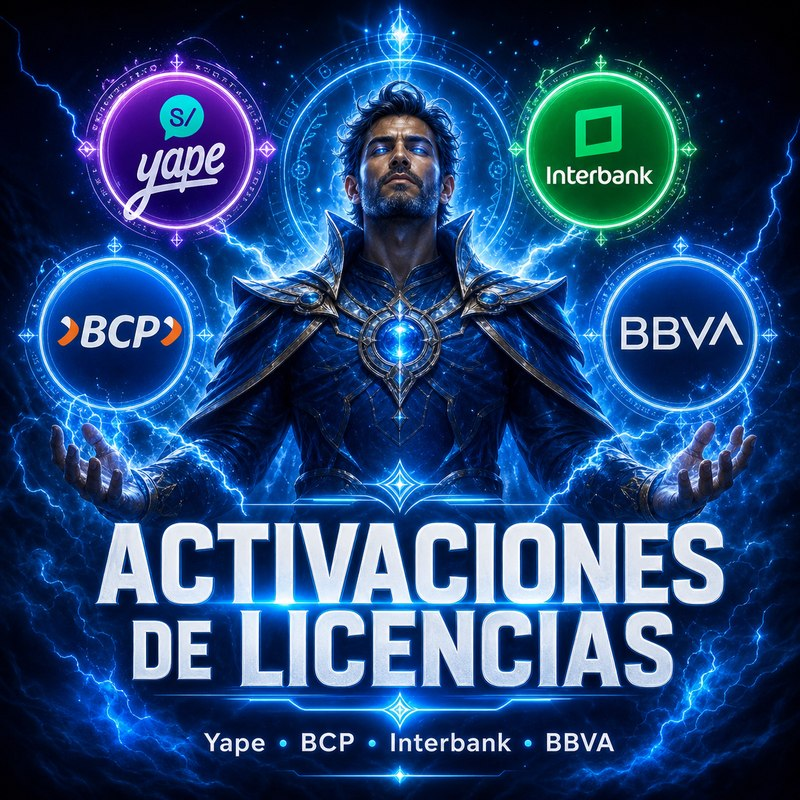 S/
yape
Interbank
BCP
BBVA
ACTIVACIONES
DE LICENCIAS
Yape • BCP • Interbank • BBVA